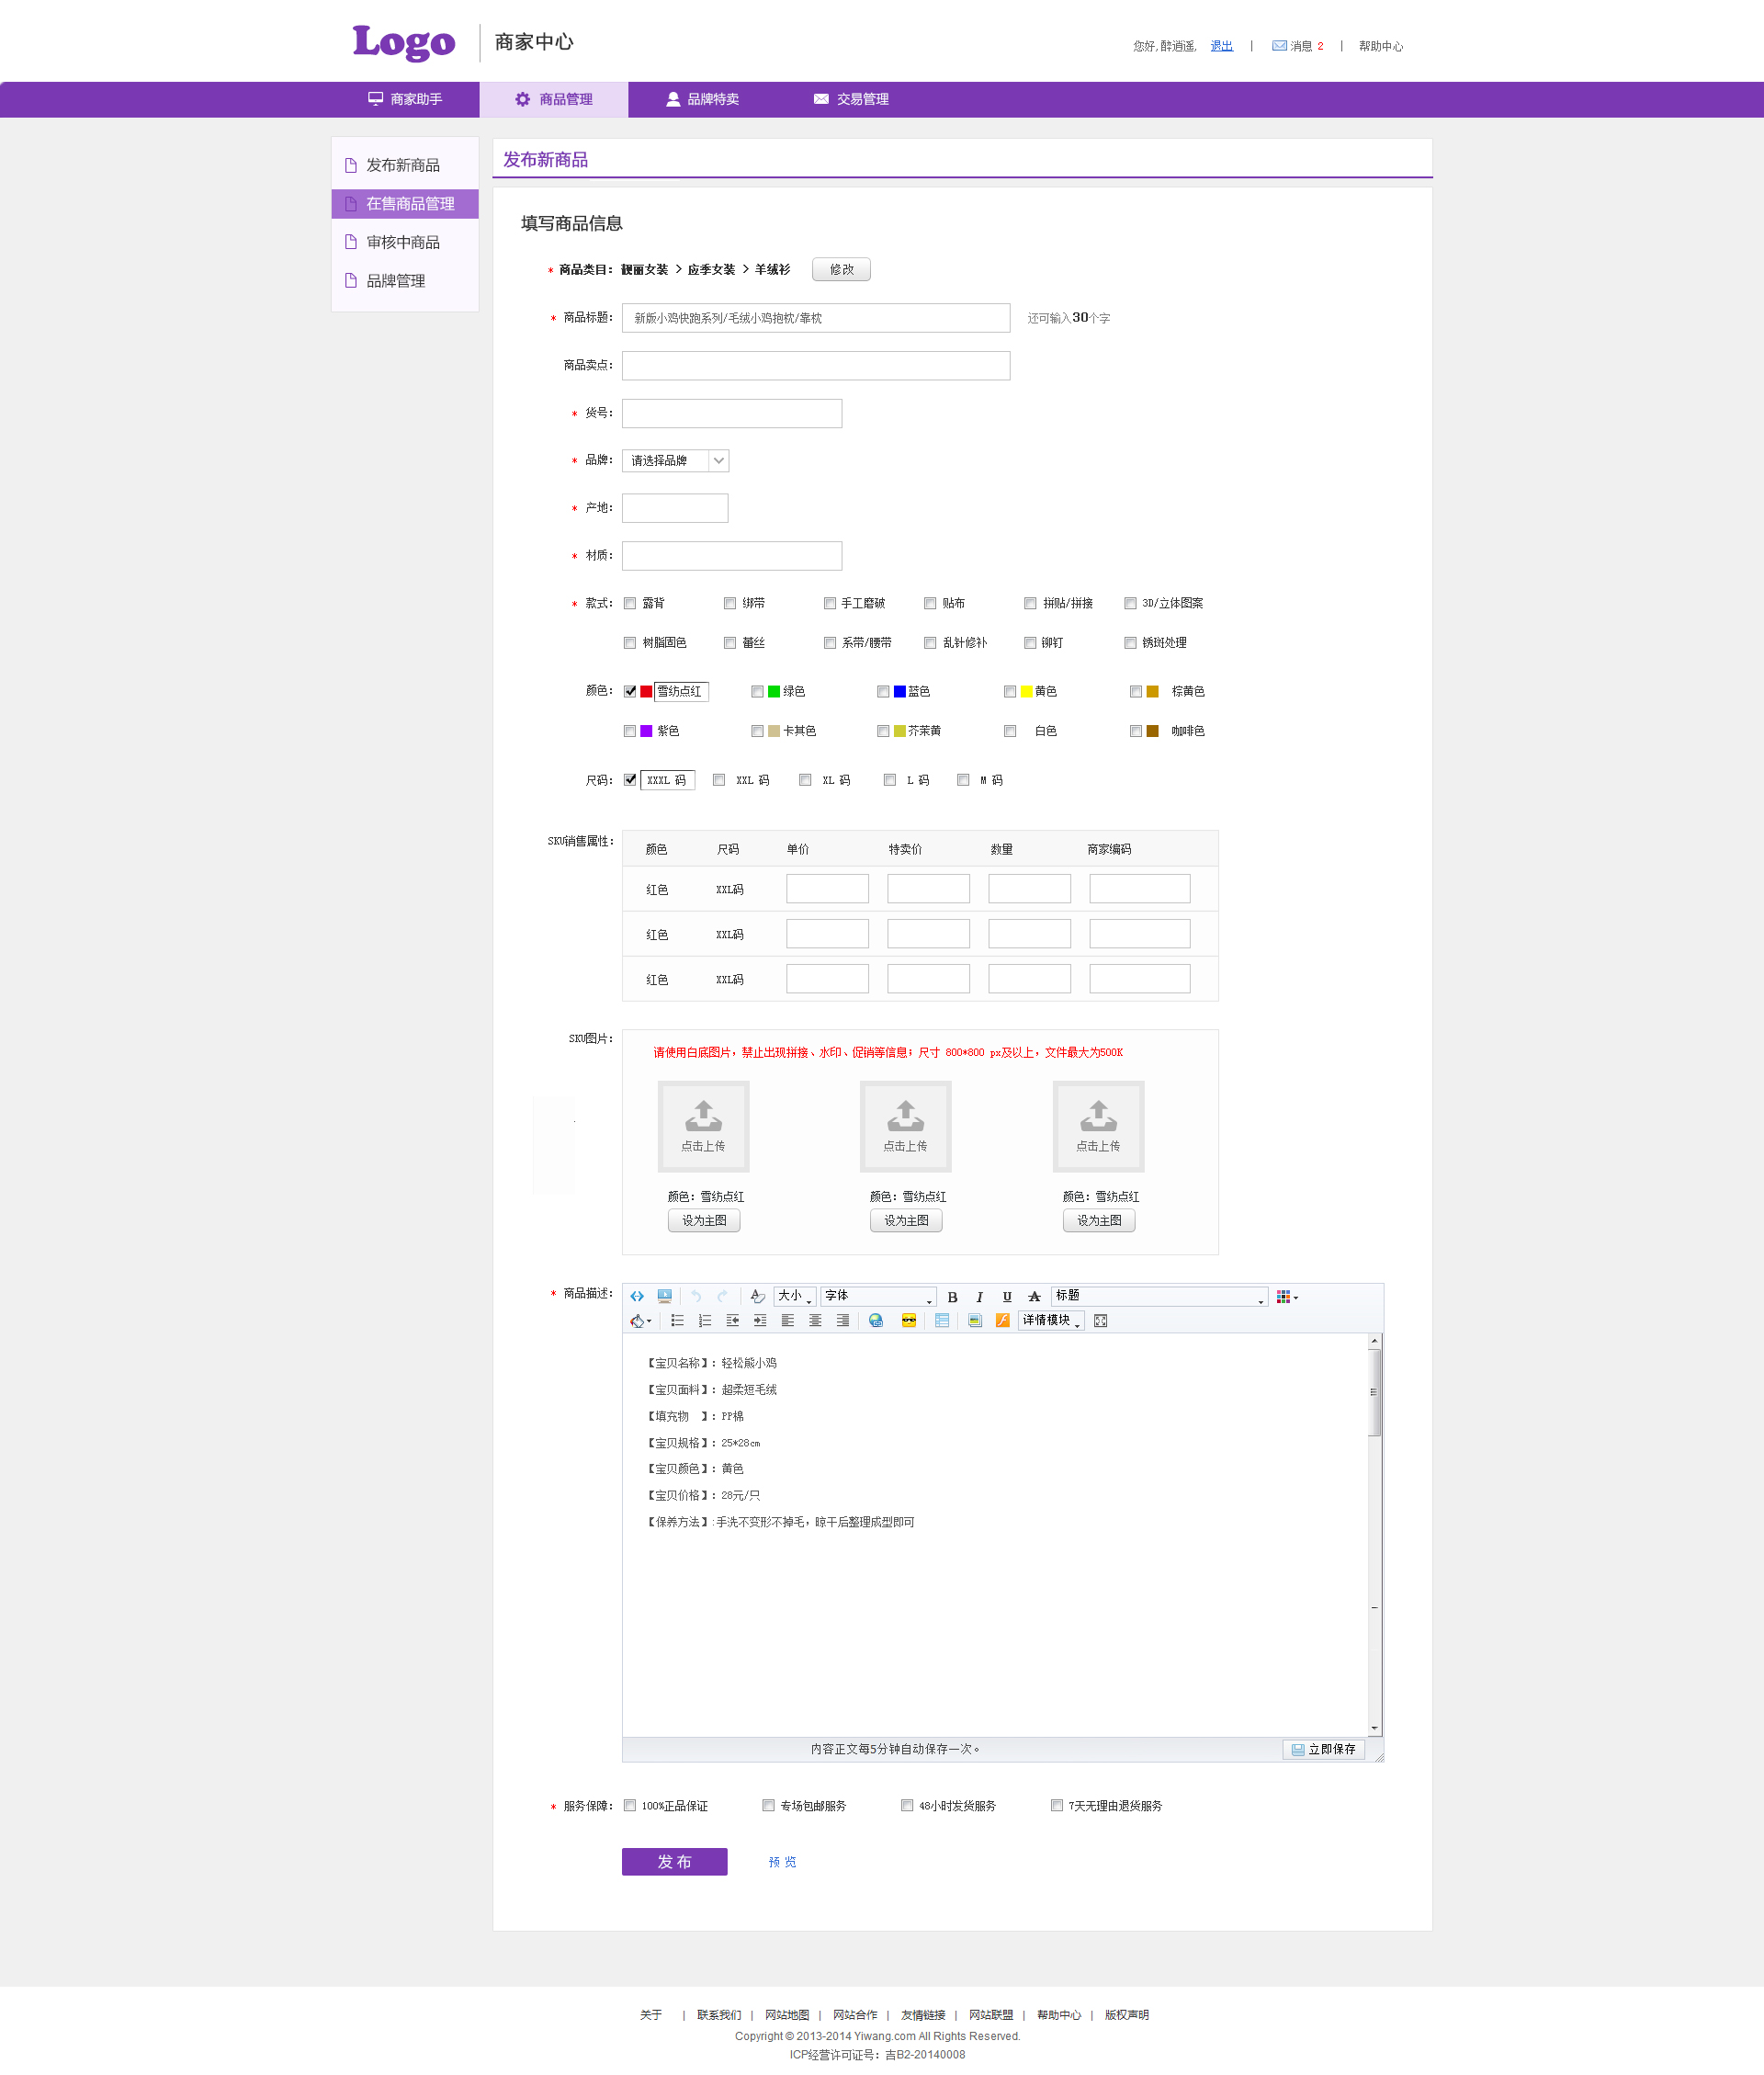 Logo 商家中心
您好,醉逍遥, 退出 | 消息 2 | 帮助中心
商家助手 商品管理 品牌特卖 交易管理
发布新商品
在售商品管理
审核中商品
品牌管理
发布新商品
填写商品信息
* 商品类目: 靓丽女装 > 应季女装 > 羊绒衫 修改
* 商品标题: 新版小鸡快跑系列/毛绒小鸡抱枕/靠枕 还可输入30个字
商品卖点:
* 货号:
* 品牌: 请选择品牌
* 产地:
* 材质:
* 款式: 露背 绑带 手工磨破 贴布 拼贴/拼接 3D/立体图案
树脂固色 蕾丝 系带/腰带 乱针修补 铆钉 锈斑处理
颜色: 雪纺点红 绿色 蓝色 黄色 棕黄色
紫色 卡其色 芥茉黄 白色 咖啡色
尺码: XXXL 码 XXL 码 XL 码 L 码 M 码
SKU销售属性: 颜色 尺码 单价 特卖价 数量 商家编码
红色 XXL码
红色 XXL码
红色 XXL码
SKU图片:
请使用白底图片，禁止出现拼接、水印、促销等信息；尺寸 800*800 px及以上，文件最大为500K
点击上传 点击上传 点击上传
颜色: 雪纺点红 颜色: 雪纺点红 颜色: 雪纺点红
设为主图 设为主图 设为主图
* 商品描述: 大小 字体 B I U A 标题
详情模块
【宝贝名称】: 轻松熊小鸡
【宝贝面料】: 超柔短毛绒
【填充物 】: PP棉
【宝贝规格】: 25*28cm
【宝贝颜色】: 黄色
【宝贝价格】: 28元/只
【保养方法】:手洗不变形不掉毛，晾干后整理成型即可
内容正文每5分钟自动保存一次。 立即保存
* 服务保障: 100%正品保证 专场包邮服务 48小时发货服务 7天无理由退货服务
发 布 预 览
关于 | 联系我们 | 网站地图 | 网站合作 | 友情链接 | 网站联盟 | 帮助中心 | 版权声明
Copyright © 2013-2014 Yiwang.com All Rights Reserved.
ICP经营许可证号：吉B2-20140008